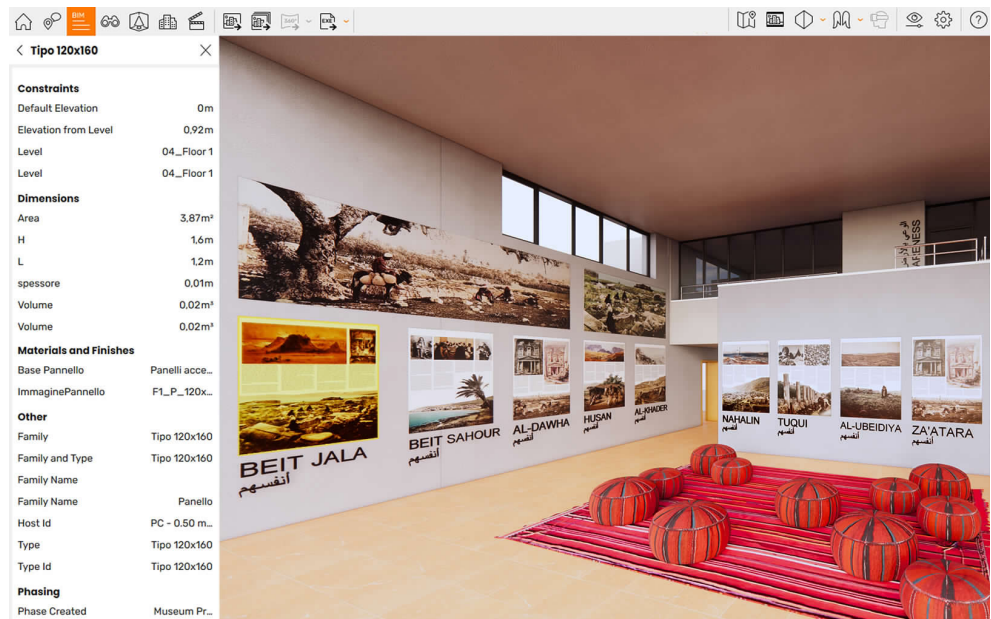 BIM
360°
EXE
Tipo 120x160
Constraints
Default Elevation 0m
Elevation from Level 0,92m
Level 04_Floor 1
Level 04_Floor 1
Dimensions
Area 3,87m²
H 1,6m
L 1,2m
spessore 0,01m
Volume 0,02m³
Volume 0,02m³
Materials and Finishes
Base Pannello Panelli acce...
ImmaginePannello F1_P_120x...
Other
Family Tipo 120x160
Family and Type Tipo 120x160
Family Name
Family Name Panello
Host Id PC - 0.50 m...
Type Tipo 120x160
Type Id Tipo 120x160
Phasing
Phase Created Museum Pr...
BEIT JALA
أنفسهم
BEIT SAHOUR
أنفسهم
AL-DAWHA
أنفسهم
HUSAN
أنفسهم
AL-KHADER
أنفسهم
NAHALIN
أنفسهم
TUQUI
أنفسهم
AL-UBEIDIYA
أنفسهم
ZA'ATARA
أنفسهم